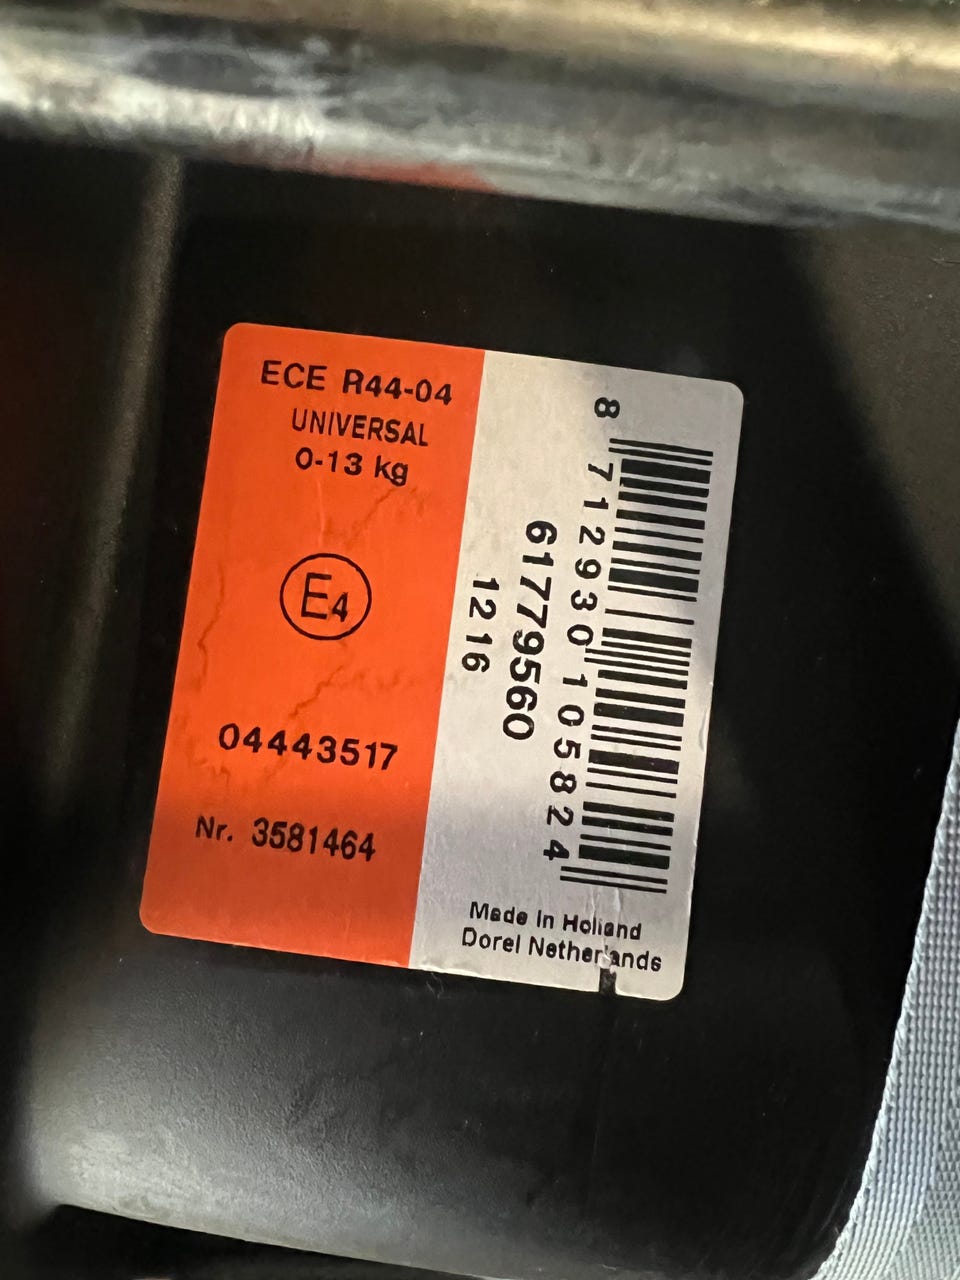 ECE R44-04
UNIVERSAL
0-13 kg
E4
04443517
Nr. 3581464
8 712930 105824
61779560
1216
Made in Holland
Dorel Netherlands